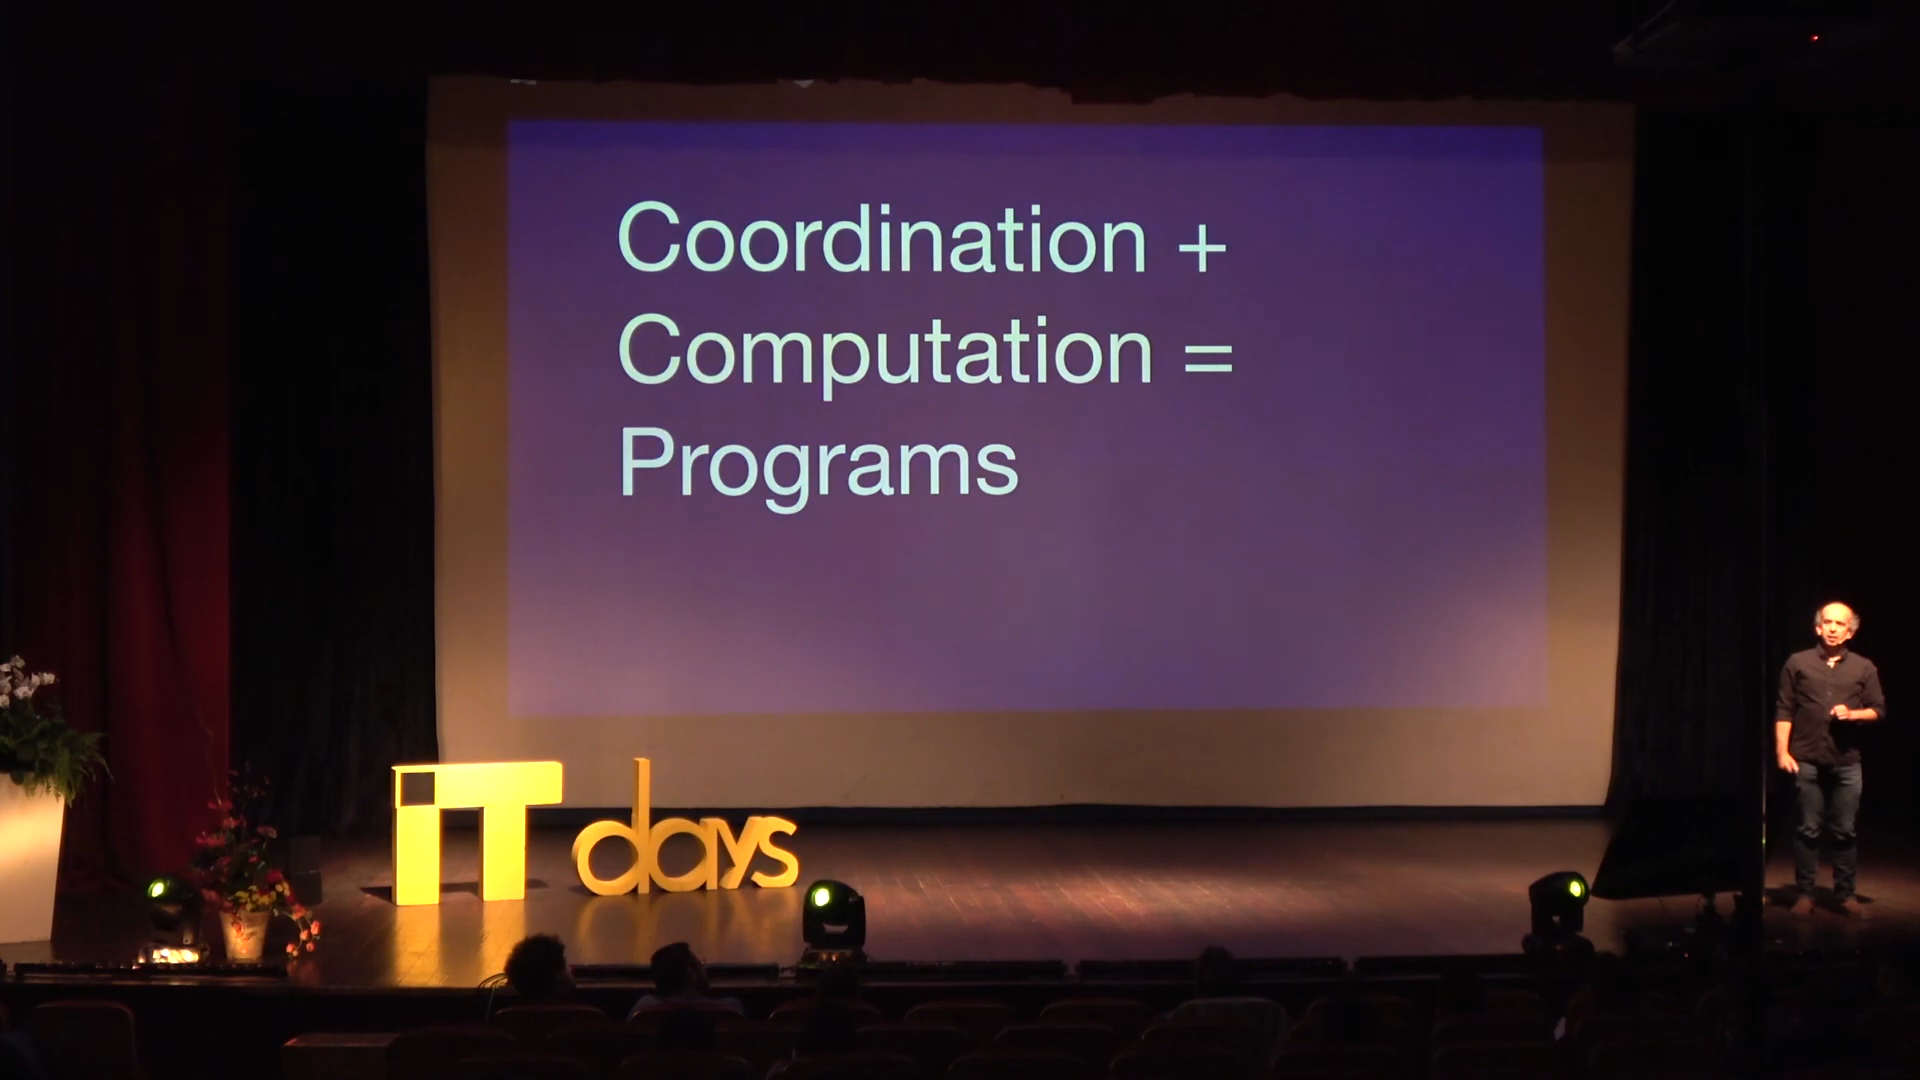 Coordination +
Computation =
Programs
iT days